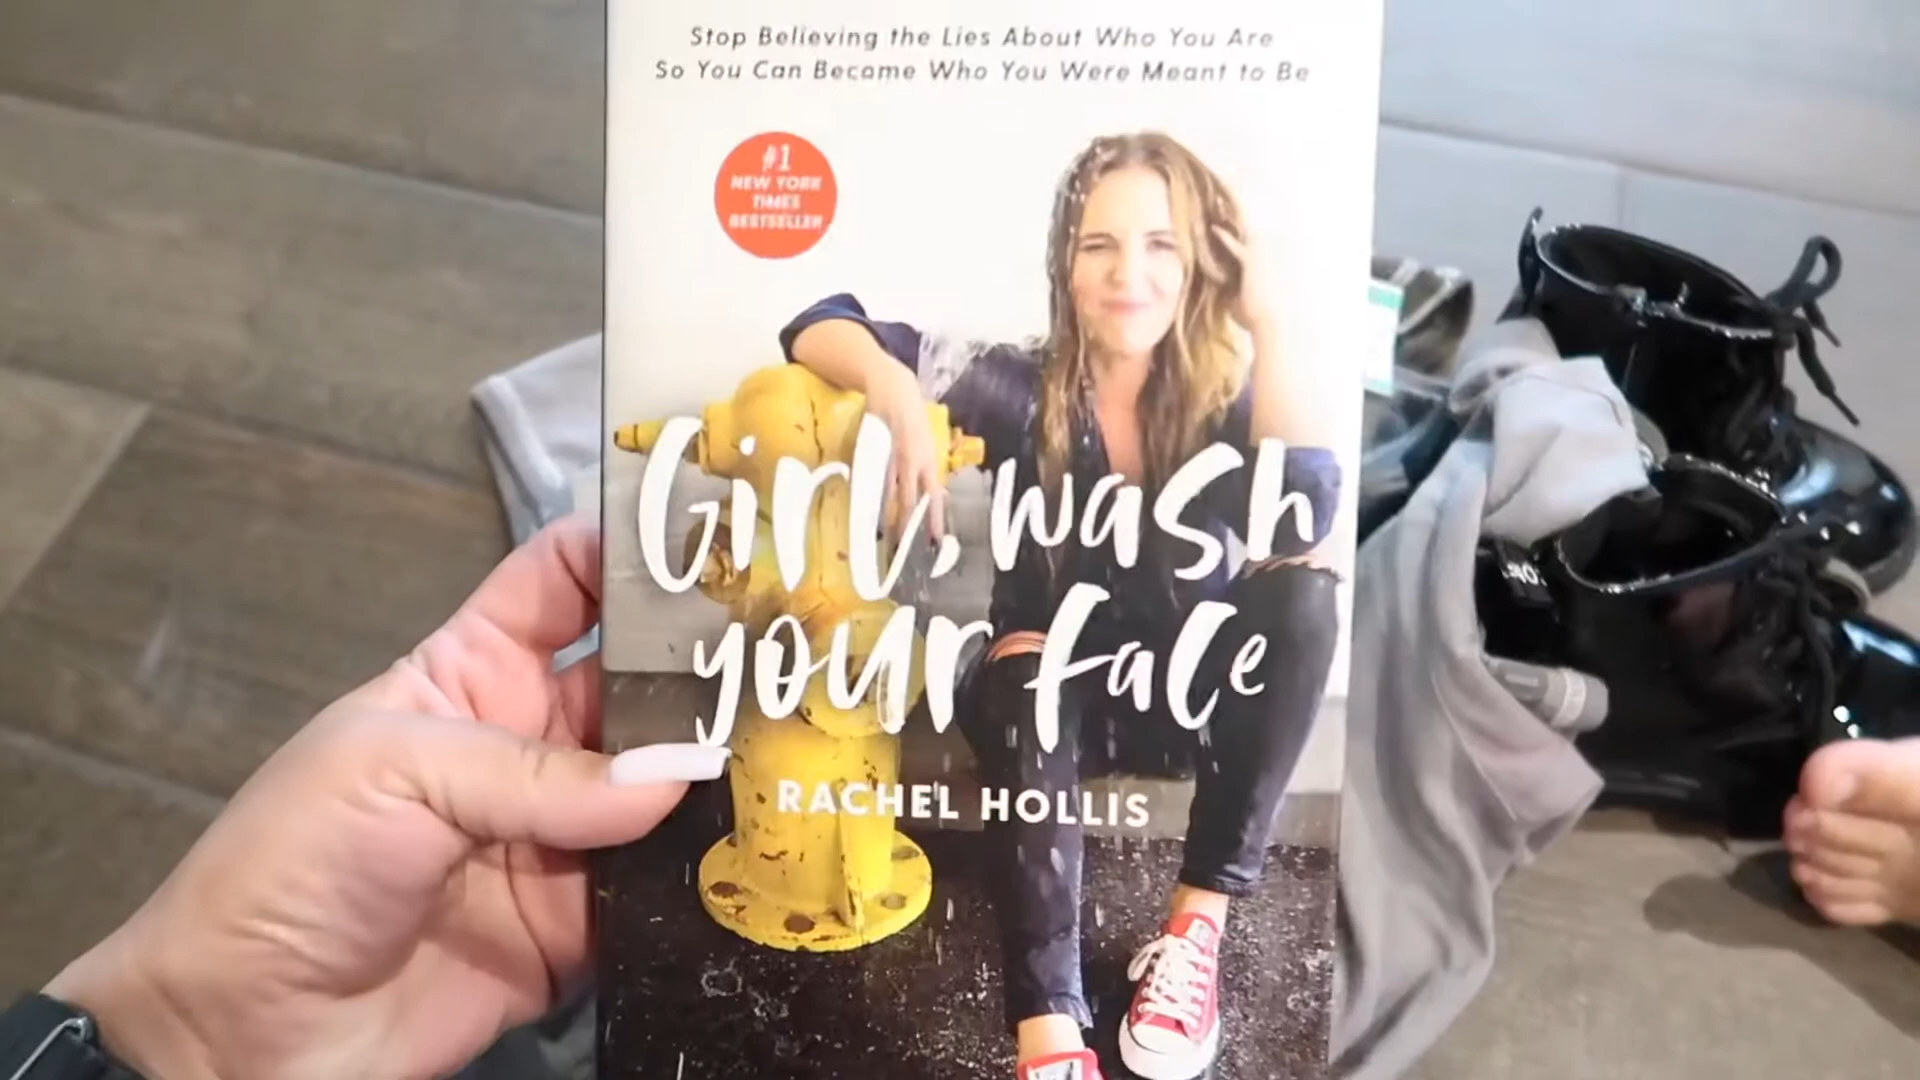 Stop Believing the Lies About Who You Are
So You Can Become Who You Were Meant to Be
#1
NEW YORK
TIMES
BESTSELLER
Girl, wash
your face
RACHEL HOLLIS